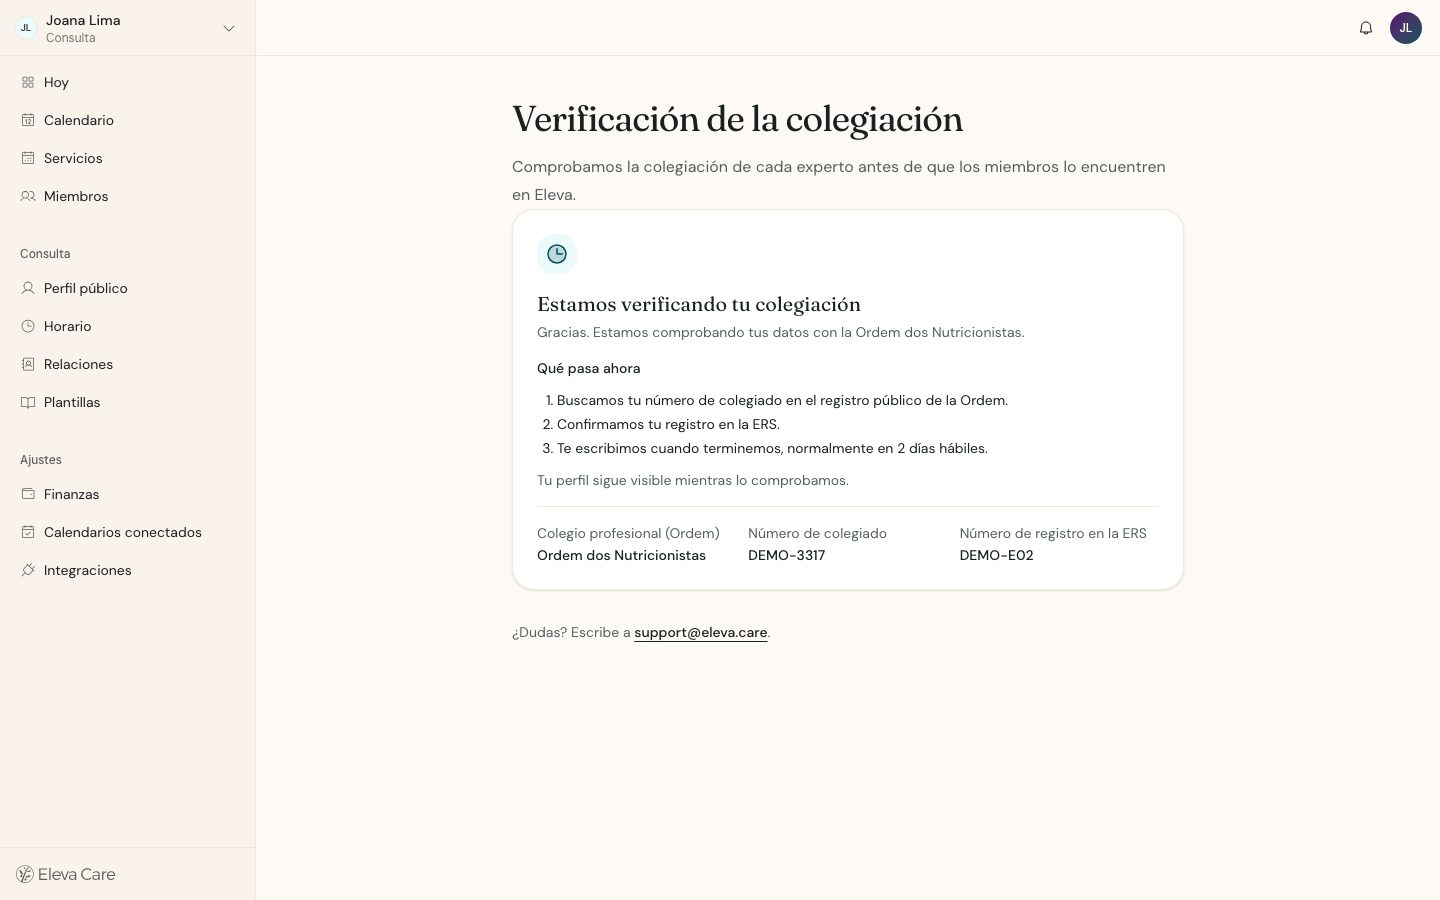 JL
Joana Lima
Consulta
JL
Hoy
12
Calendario
Servicios
Miembros
Consulta
Perfil público
Horario
Relaciones
Plantillas
Ajustes
Finanzas
Calendarios conectados
Integraciones
Eleva Care
Verificación de la colegiación
Comprobamos la colegiación de cada experto antes de que los miembros lo encuentren
en Eleva.
Estamos verificando tu colegiación
Gracias. Estamos comprobando tus datos con la Ordem dos Nutricionistas.
Qué pasa ahora
1. Buscamos tu número de colegiado en el registro público de la Ordem.
2. Confirmamos tu registro en la ERS.
3. Te escribimos cuando terminemos, normalmente en 2 días hábiles.
Tu perfil sigue visible mientras lo comprobamos.
Colegio profesional (Ordem)
Ordem dos Nutricionistas
Número de colegiado
DEMO-3317
Número de registro en la ERS
DEMO-E02
¿Dudas? Escribe a support@eleva.care.